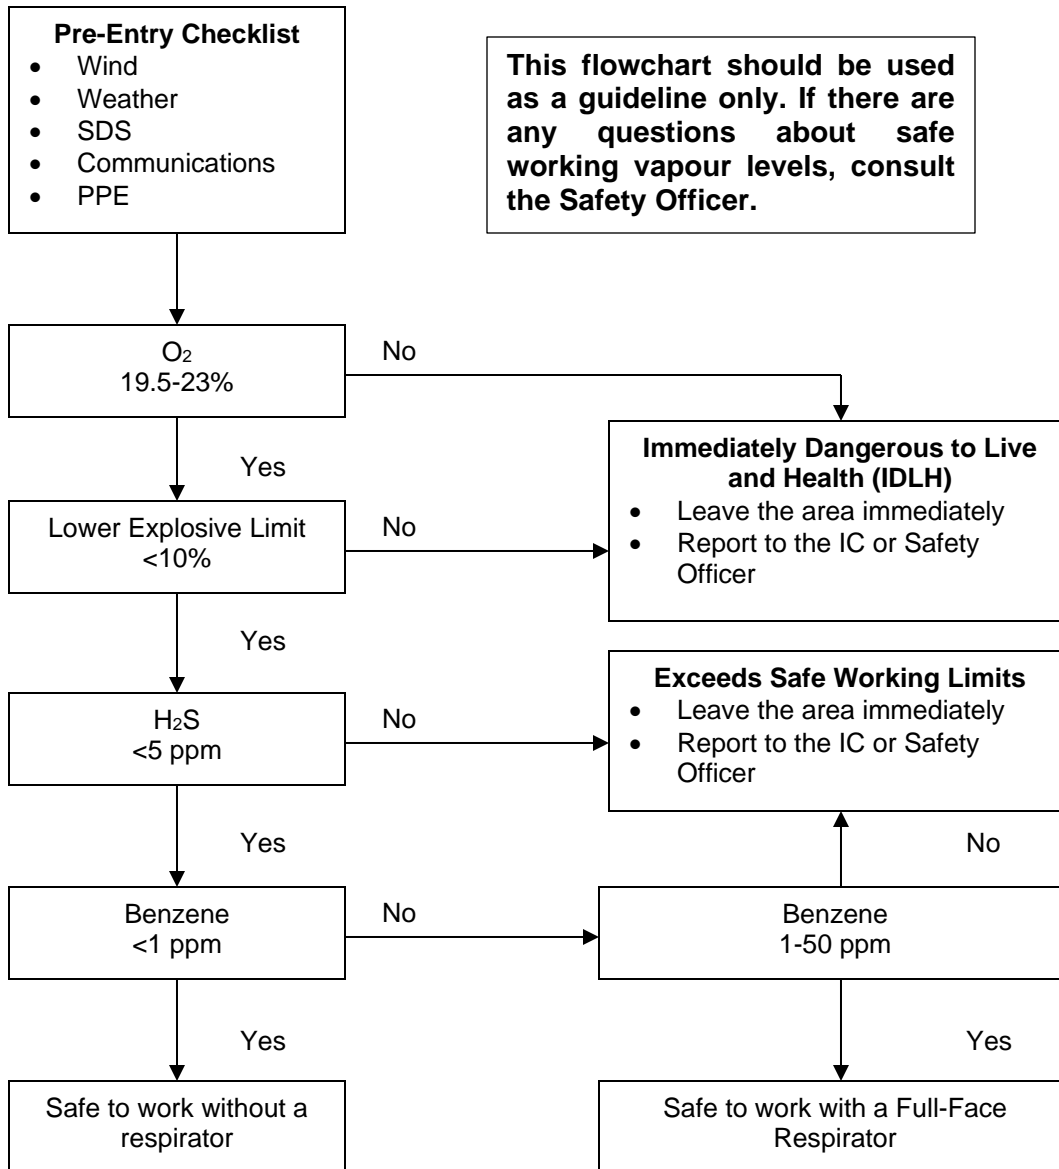 Pre-Entry Checklist
• Wind
• Weather
• SDS
• Communications
• PPE
This flowchart should be used
as a guideline only. If there are
any questions about safe
working vapour levels, consult
the Safety Officer.
O₂
19.5-23%
No
Yes
Immediately Dangerous to Live
and Health (IDLH)
• Leave the area immediately
• Report to the IC or Safety
Officer
Lower Explosive Limit
<10%
No
Yes
Exceeds Safe Working Limits
• Leave the area immediately
• Report to the IC or Safety
Officer
H₂S
<5 ppm
No
Yes
No
Benzene
<1 ppm
No
Benzene
1-50 ppm
Yes
Yes
Safe to work without a
respirator
Safe to work with a Full-Face
Respirator